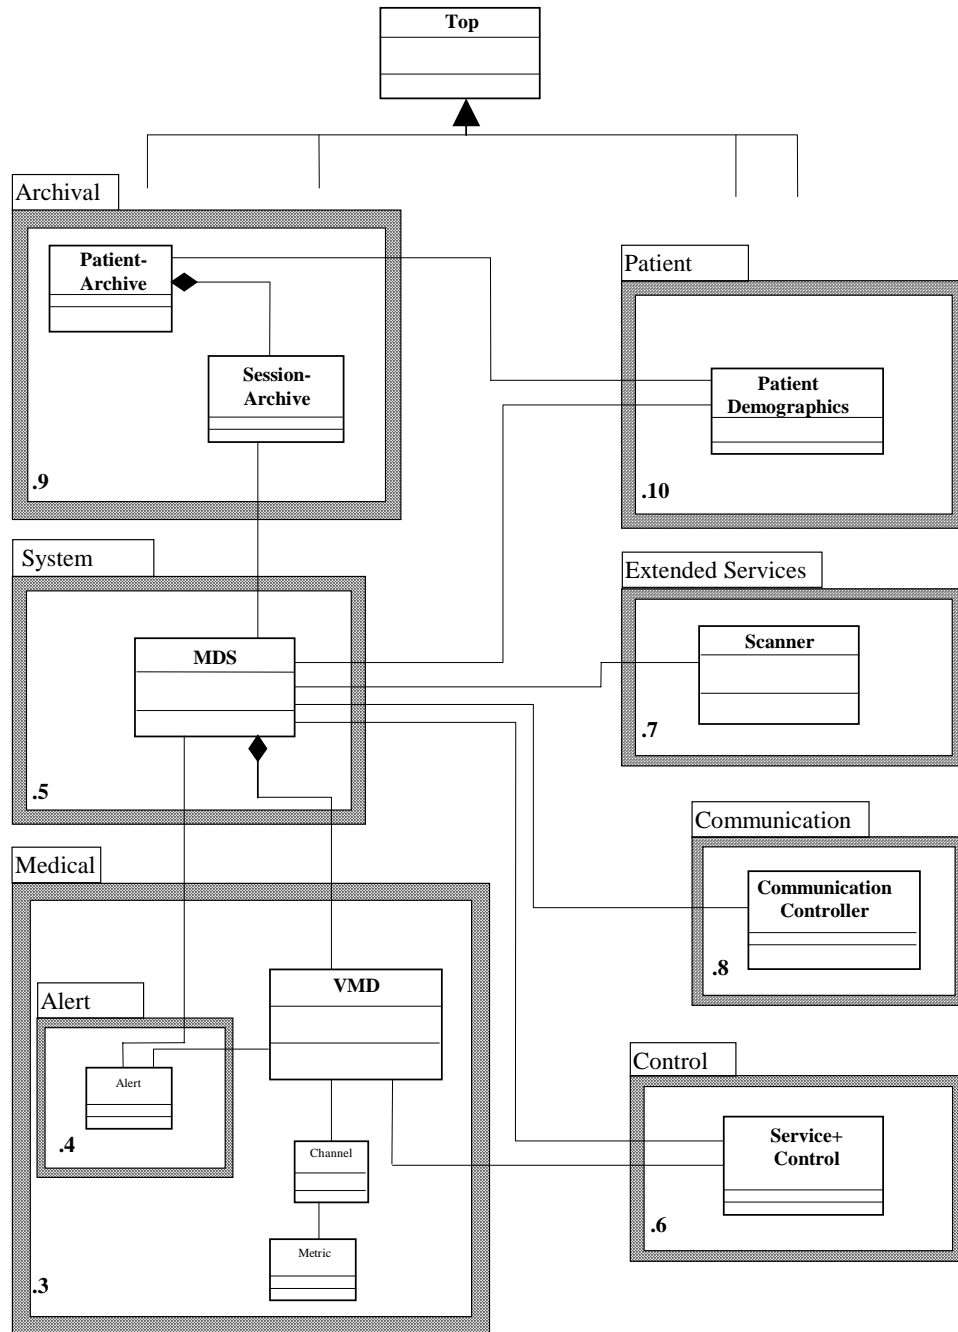 Top
Archival
Patient-
Archive
Session-
Archive
.9
Patient
Patient
Demographics
.10
System
MDS
.5
Extended Services
Scanner
.7
Communication
Communication
Controller
.8
Medical
VMD
Alert
Alert
.4
Channel
Metric
.3
Control
Service+
Control
.6